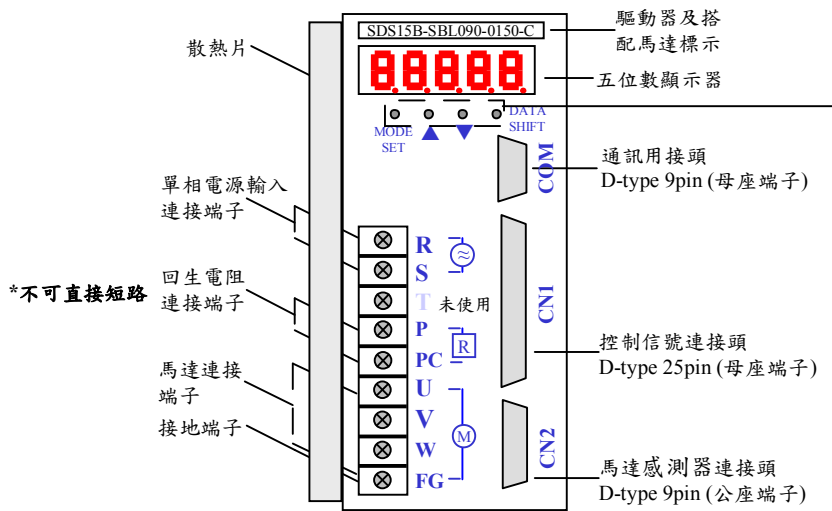 SDS15B-SBL090-0150-C
驅動器及搭
配馬達標示
散熱片
88888
五位數顯示器
MODE
SET
▲
▼
DATA
SHIFT
COM
通訊用接頭
D-type 9pin (母座端子)
單相電源輸入
連接端子
R
≈
S
*不可直接短路
回生電阻
連接端子
T 未使用
P
R
PC
CN1
控制信號連接頭
D-type 25pin (母座端子)
馬達連接
端子
接地端子
U
V
M
W
FG
CN2
馬達感測器連接頭
D-type 9pin (公座端子)